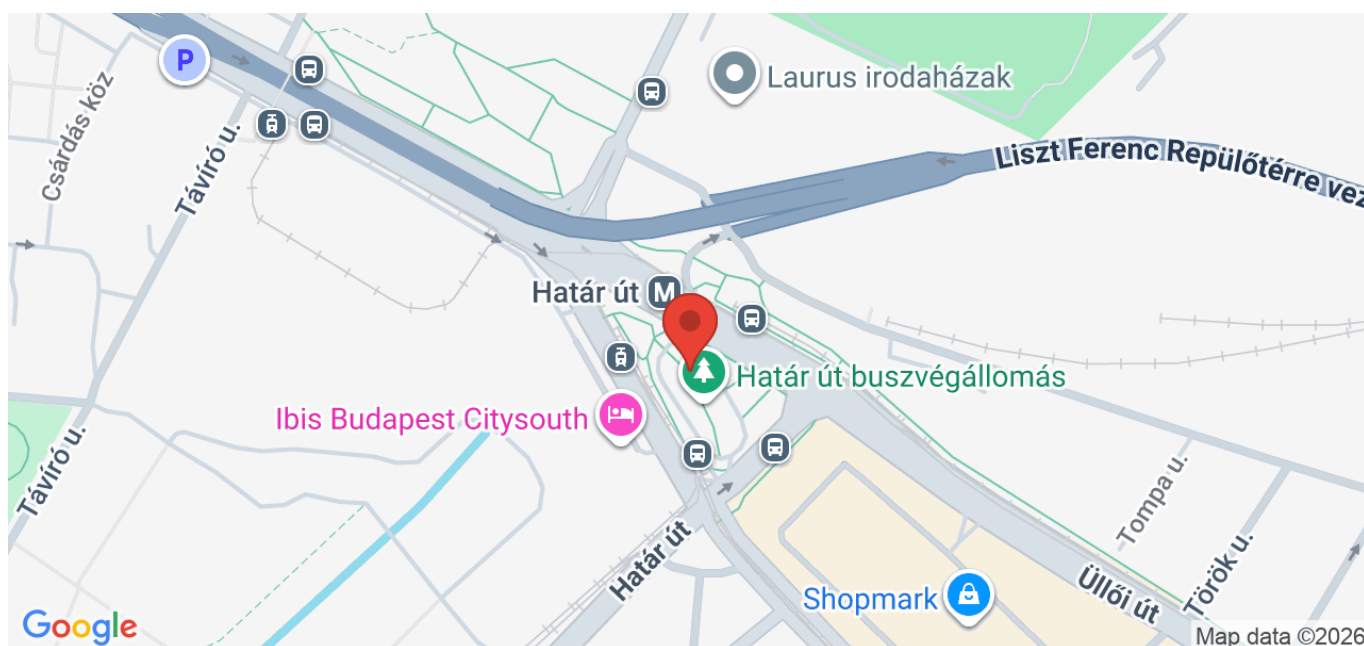 P
Laurus irodaházak
Csárdás köz
Távíró u.
Liszt Ferenc Repülőtérre vez
Határ út M
Határ út buszvégállomás
Ibis Budapest Citysouth
Távíró u.
Tompa u.
Határ út
Török u.
Üllői út
Shopmark
Google
Map data ©2026